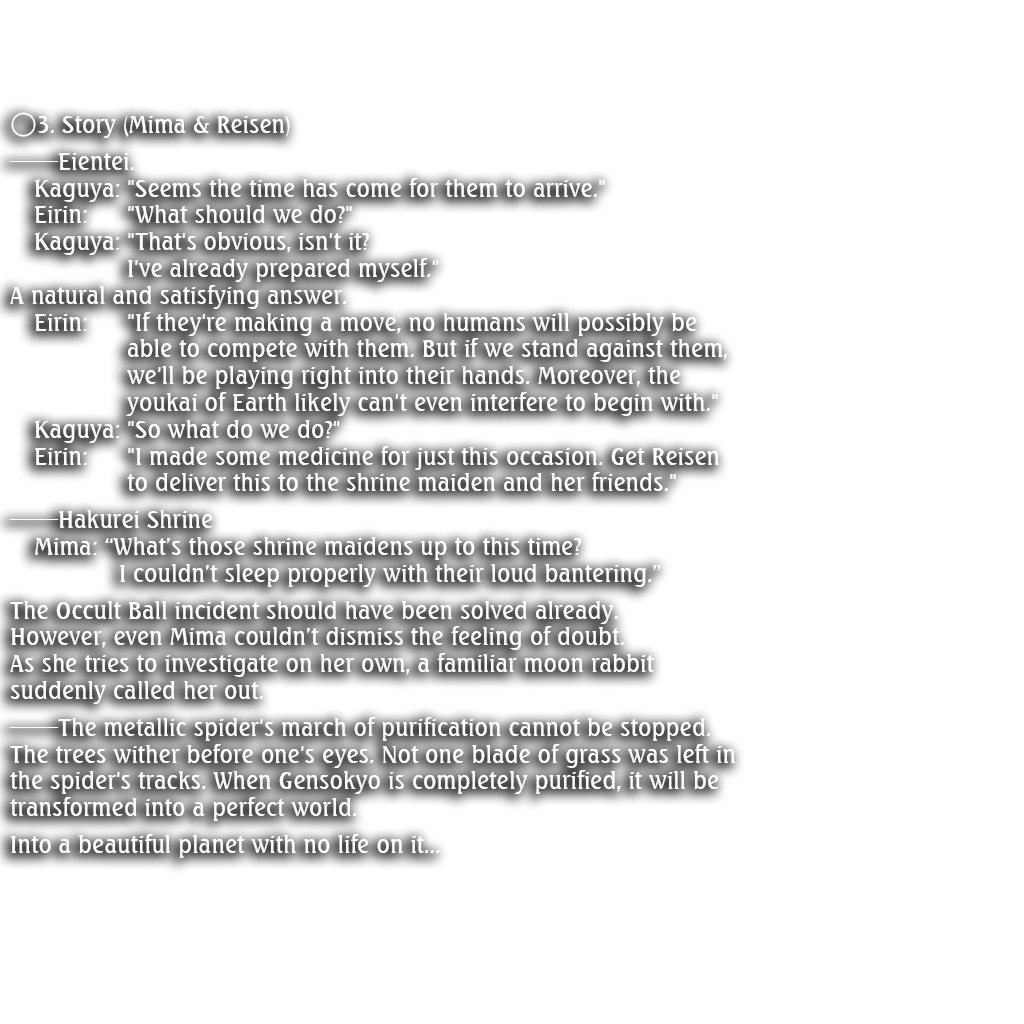 ◯3. Story (Mima & Reisen)
───Eientei.
Kaguya: "Seems the time has come for them to arrive."
Eirin: "What should we do?"
Kaguya: "That's obvious, isn't it?
I've already prepared myself."
A natural and satisfying answer.
Eirin: "If they're making a move, no humans will possibly be
able to compete with them. But if we stand against them,
we'll be playing right into their hands. Moreover, the
youkai of Earth likely can't even interfere to begin with."
Kaguya: "So what do we do?"
Eirin: "I made some medicine for just this occasion. Get Reisen
to deliver this to the shrine maiden and her friends."
───Hakurei Shrine
Mima: “What’s those shrine maidens up to this time?
I couldn’t sleep properly with their loud bantering.”
The Occult Ball incident should have been solved already.
However, even Mima couldn’t dismiss the feeling of doubt.
As she tries to investigate on her own, a familiar moon rabbit
suddenly called her out.
───The metallic spider's march of purification cannot be stopped.
The trees wither before one's eyes. Not one blade of grass was left in
the spider's tracks. When Gensokyo is completely purified, it will be
transformed into a perfect world.
Into a beautiful planet with no life on it...